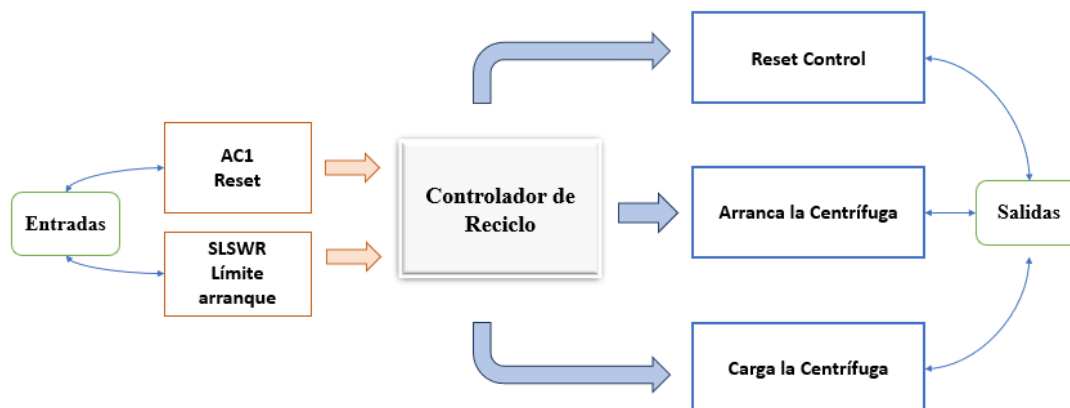 Entradas
AC1
Reset
SLSWR
Límite
arranque
Controlador de
Reciclo
Reset Control
Arranca la Centrífuga
Carga la Centrífuga
Salidas